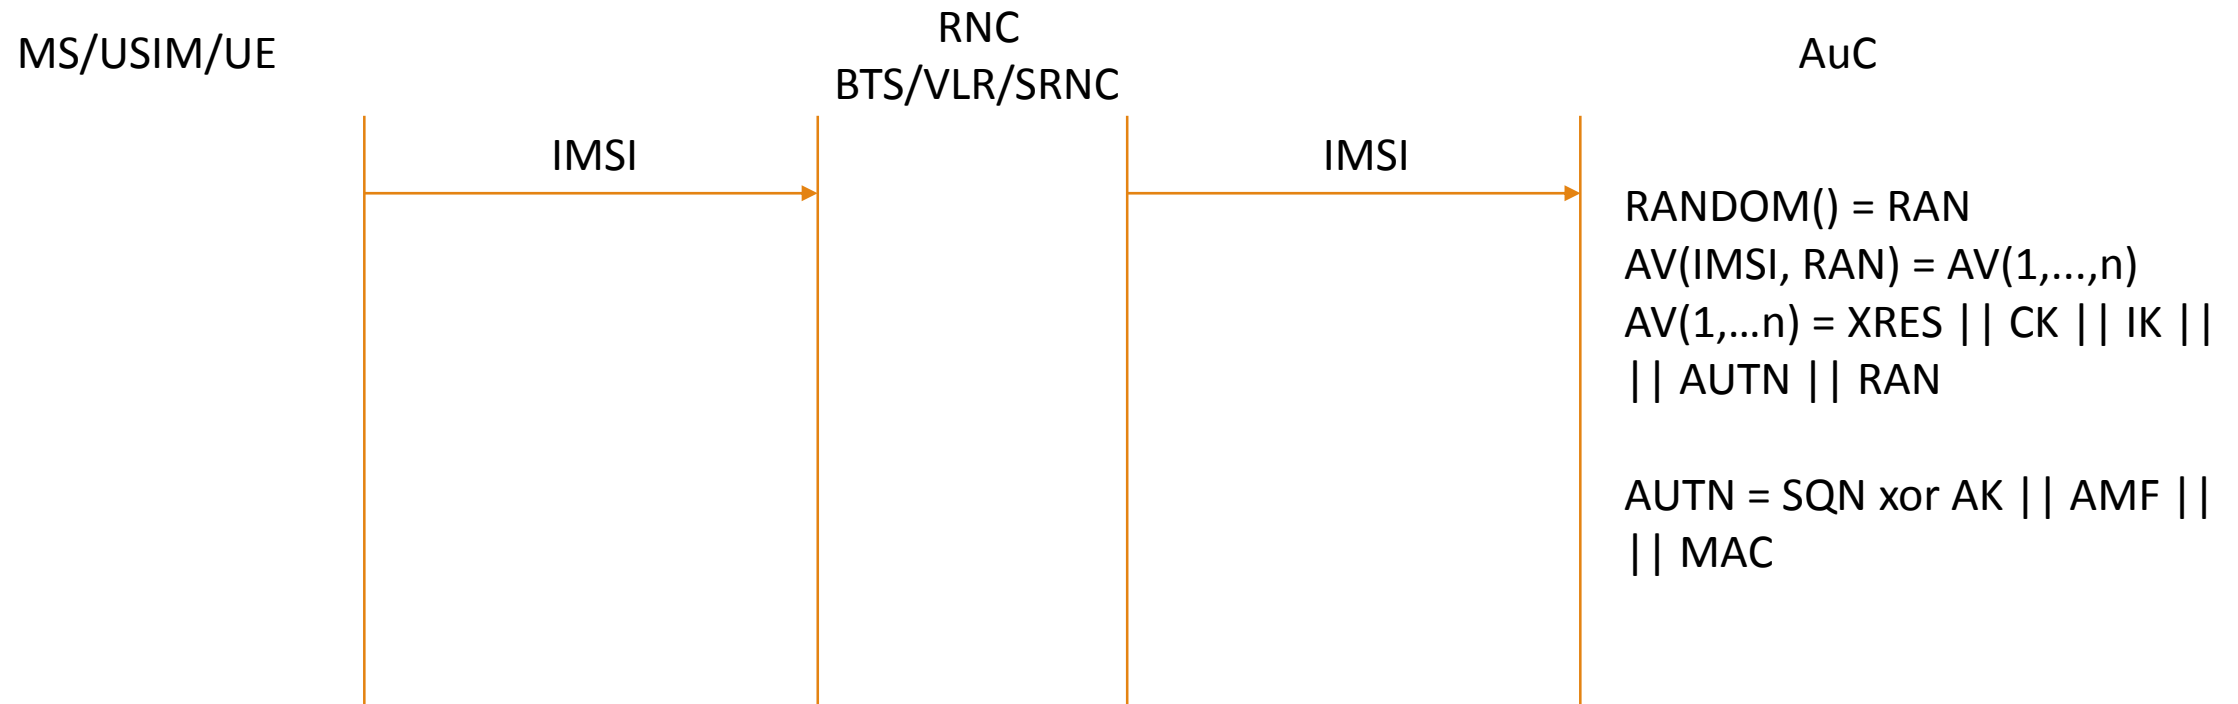 MS/USIM/UE
RNC
BTS/VLR/SRNC
AuC
IMSI
IMSI
RANDOM() = RAN
AV(IMSI, RAN) = AV(1,...,n)
AV(1,…n) = XRES || CK || IK ||
|| AUTN || RAN
AUTN = SQN xor AK || AMF ||
|| MAC